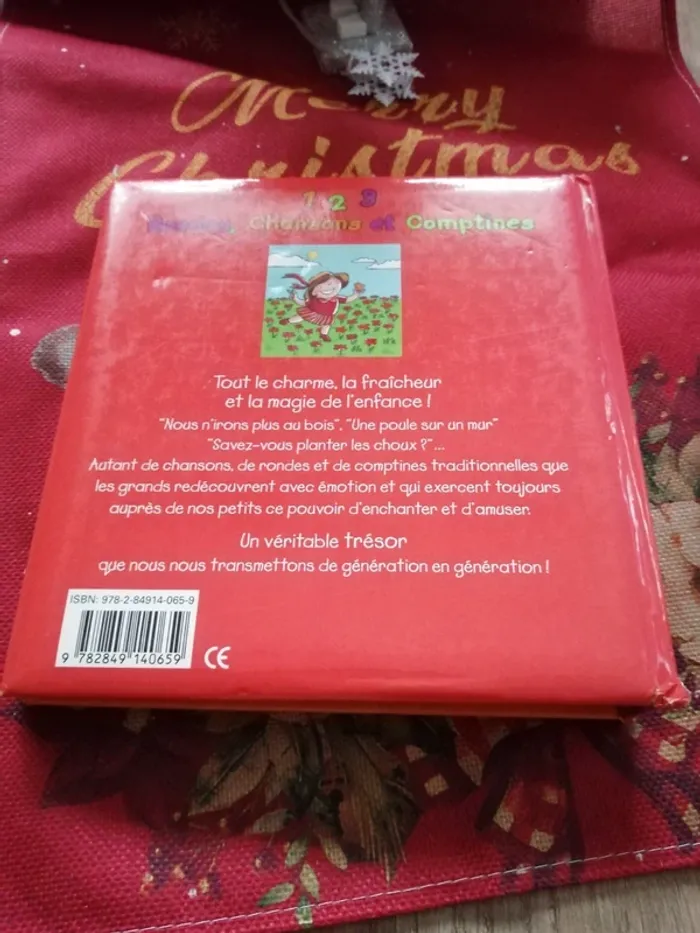 Merry
Christmas
1 2 3
Rondes, Chansons et Comptines
Tout le charme, la fraîcheur
et la magie de l'enfance !
"Nous n'irons plus au bois", "Une poule sur un mur"
"Savez-vous planter les choux ?"...
Autant de chansons, de rondes et de comptines traditionnelles que
les grands redécouvrent avec émotion et qui exercent toujours
auprès de nos petits ce pouvoir d'enchanter et d'amuser.
Un véritable trésor
que nous nous transmettons de génération en génération !
ISBN: 978-2-84914-065-9
9 782849 140659
CE